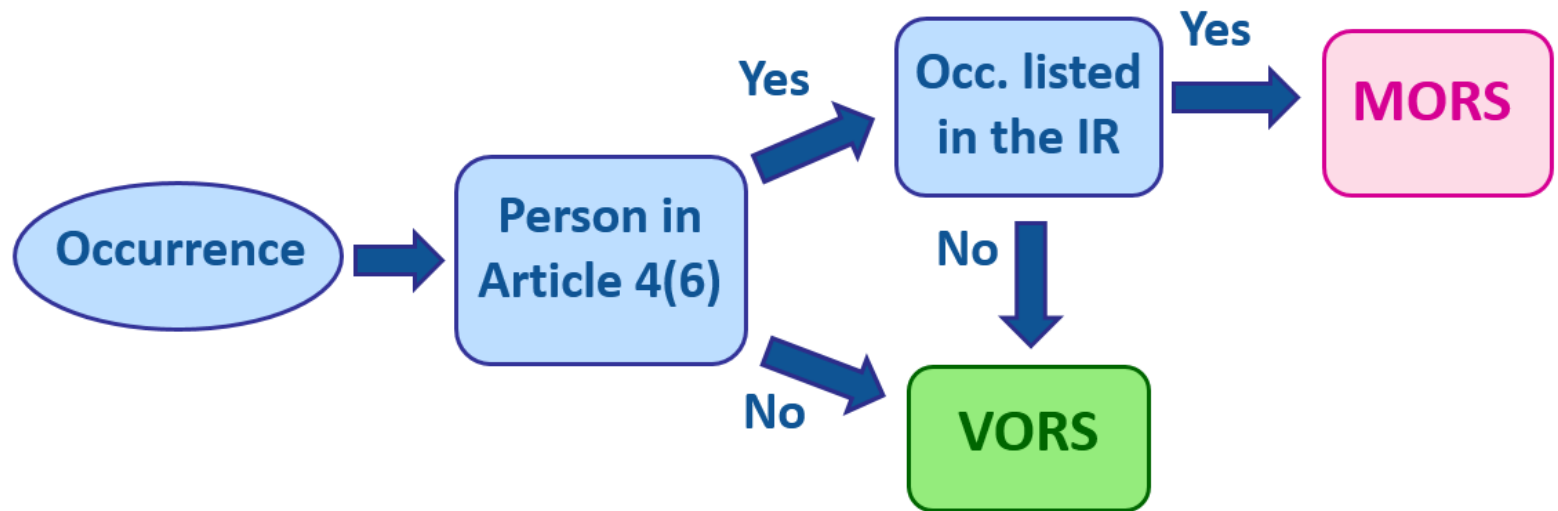 Occurrence
Person in
Article 4(6)
Yes
No
Occ. listed
in the IR
Yes
No
MORS
VORS